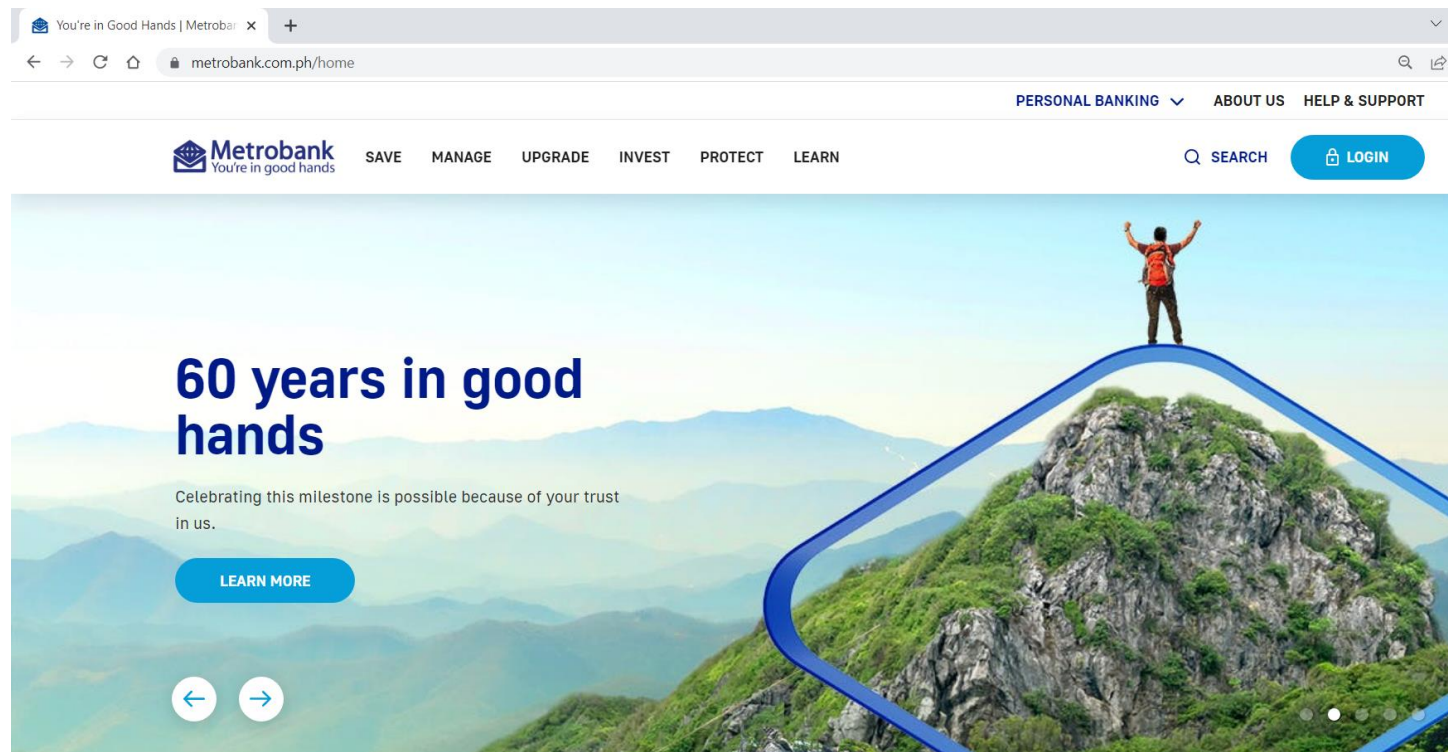 You're in Good Hands | Metrobar
metrobank.com.ph/home
PERSONAL BANKING ABOUT US HELP & SUPPORT
Metrobank
You're in good hands
SAVE MANAGE UPGRADE INVEST PROTECT LEARN
SEARCH LOGIN
60 years in good
hands
Celebrating this milestone is possible because of your trust
in us.
LEARN MORE